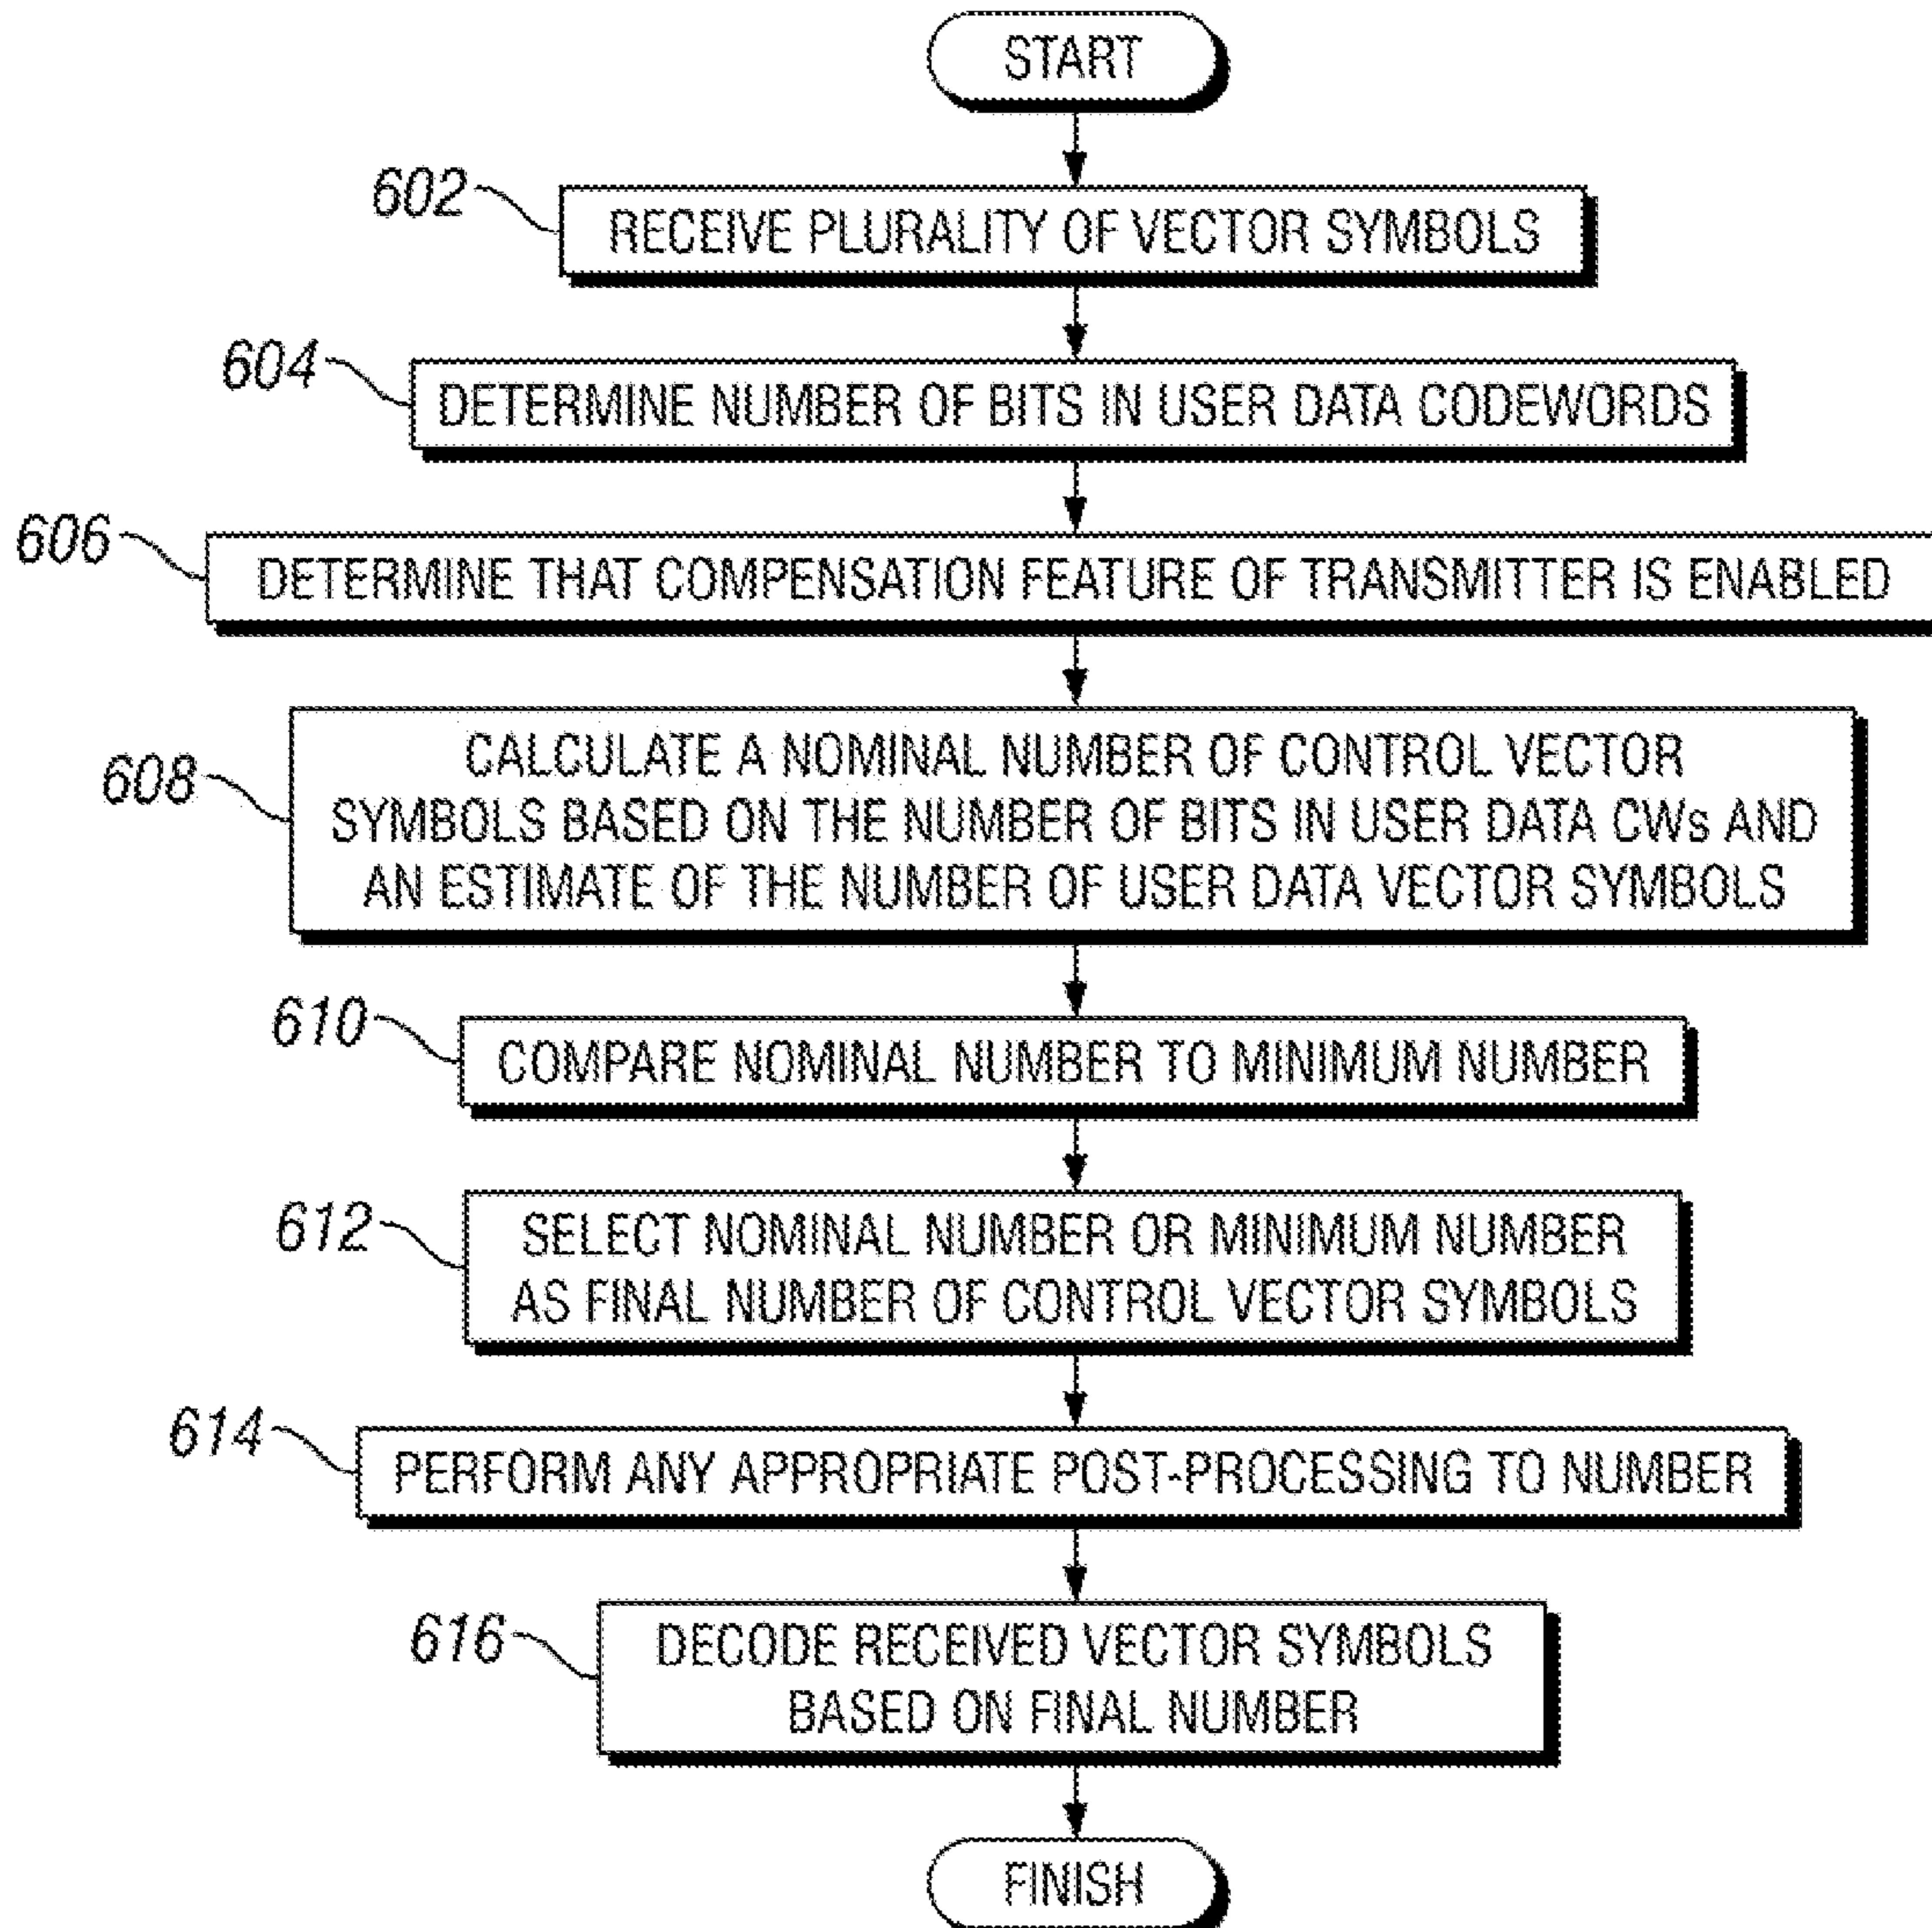 START
602
RECEIVE PLURALITY OF VECTOR SYMBOLS
604
DETERMINE NUMBER OF BITS IN USER DATA CODEWORDS
606
DETERMINE THAT COMPENSATION FEATURE OF TRANSMITTER IS ENABLED
608
CALCULATE A NOMINAL NUMBER OF CONTROL VECTOR
SYMBOLS BASED ON THE NUMBER OF BITS IN USER DATA CWs AND
AN ESTIMATE OF THE NUMBER OF USER DATA VECTOR SYMBOLS
610
COMPARE NOMINAL NUMBER TO MINIMUM NUMBER
612
SELECT NOMINAL NUMBER OR MINIMUM NUMBER
AS FINAL NUMBER OF CONTROL VECTOR SYMBOLS
614
PERFORM ANY APPROPRIATE POST-PROCESSING TO NUMBER
616
DECODE RECEIVED VECTOR SYMBOLS
BASED ON FINAL NUMBER
FINISH